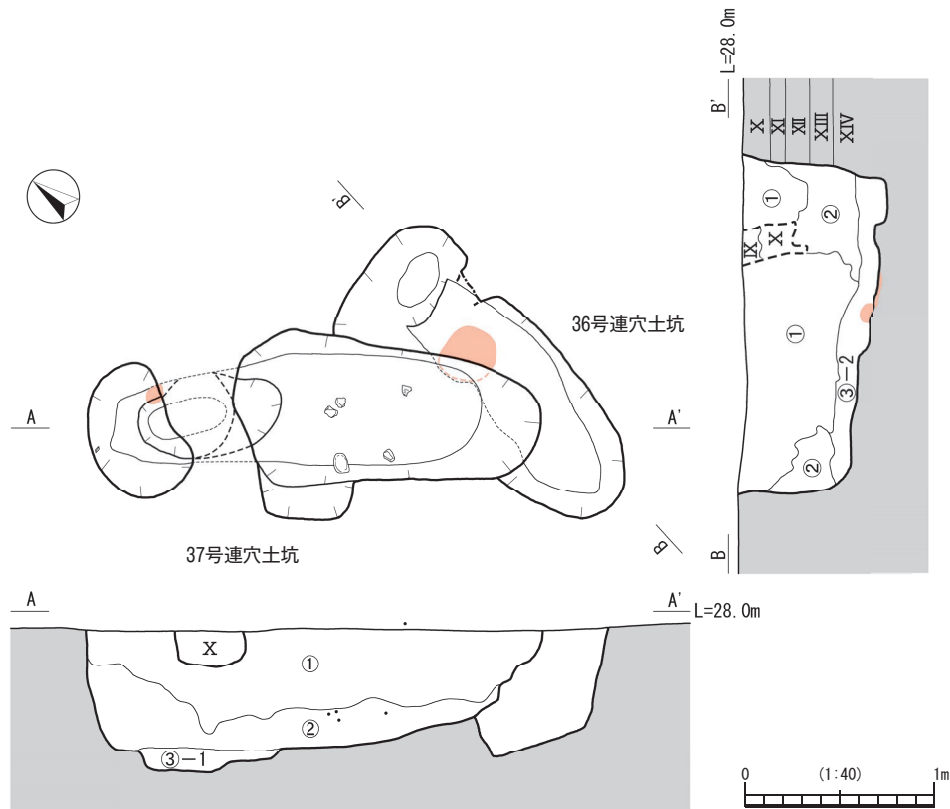 L=28.0m
B'
X
XI
XII
XIII
XIV
①
②
IX
X
①
③-2
②
B
B'
36号連穴土坑
A
A'
B
37号連穴土坑
A
A'
L=28.0m
X
①
②
③-1
0 (1:40) 1m